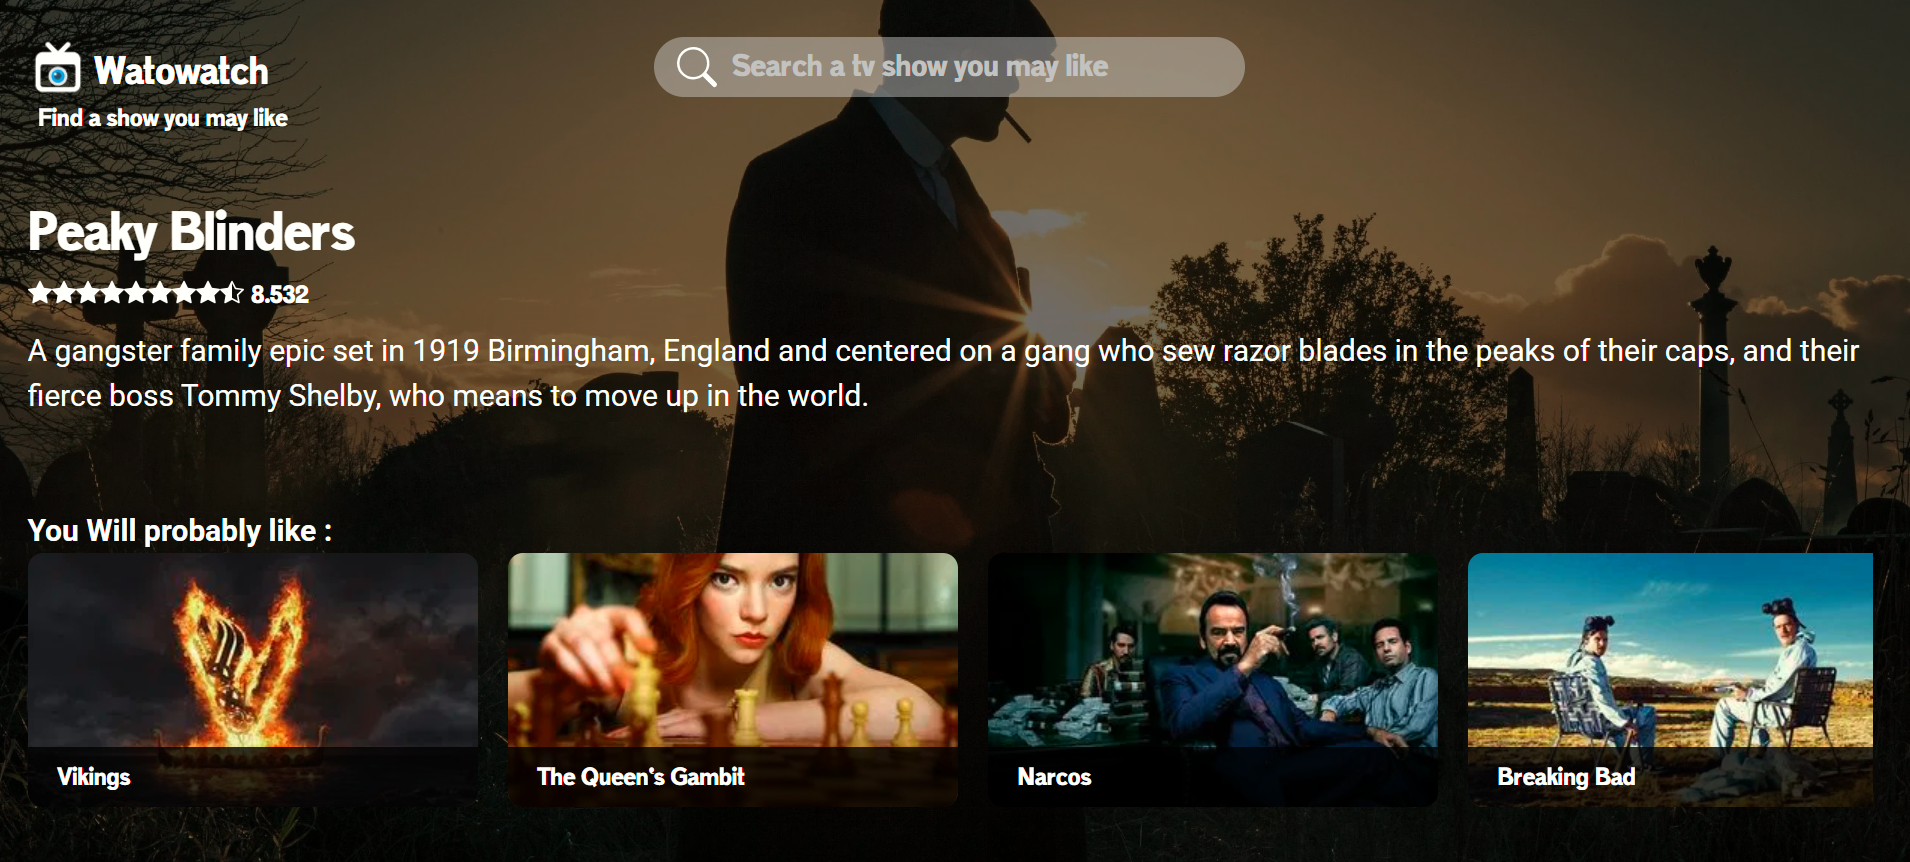 Watowatch
Find a show you may like
Search a tv show you may like
Peaky Blinders
8.532
A gangster family epic set in 1919 Birmingham, England and centered on a gang who sew razor blades in the peaks of their caps, and their
fierce boss Tommy Shelby, who means to move up in the world.
You Will probably like :
Vikings
The Queen's Gambit
Narcos
Breaking Bad